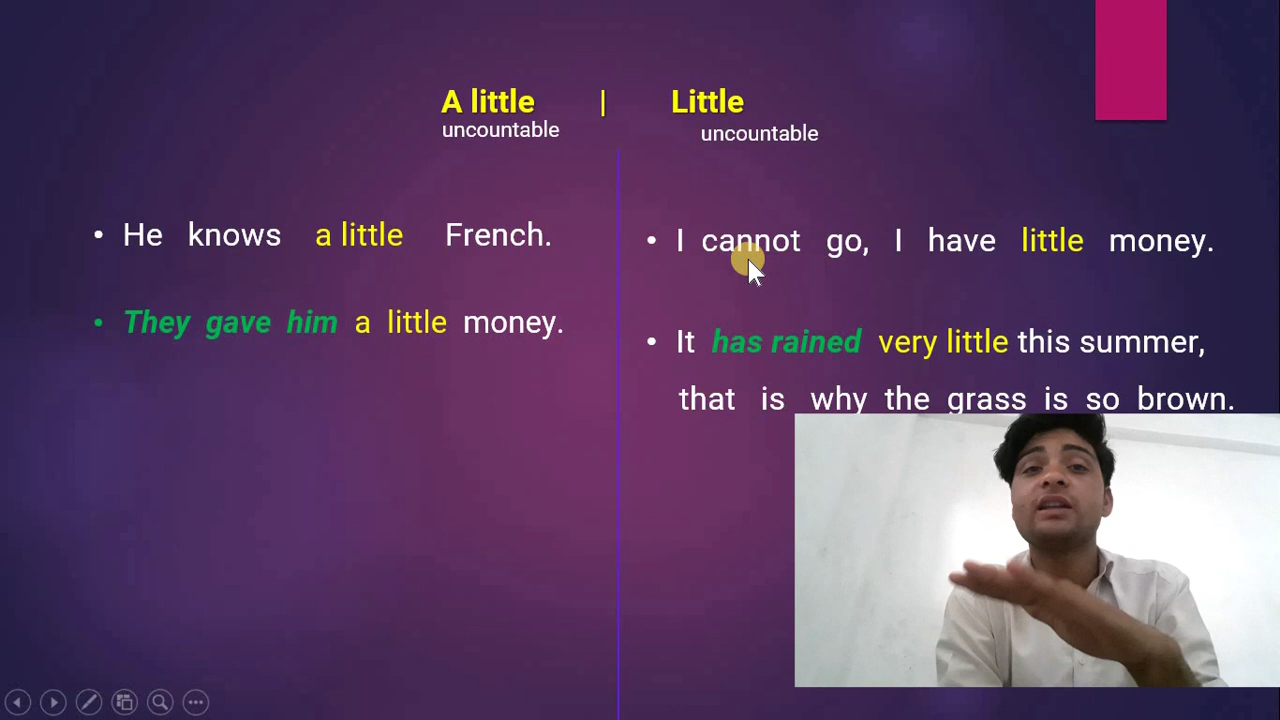 A little | Little
uncountable uncountable
• He knows a little French.
• They gave him a little money.
• I cannot go, I have little money.
• It has rained very little this summer,
that is why the grass is so brown.